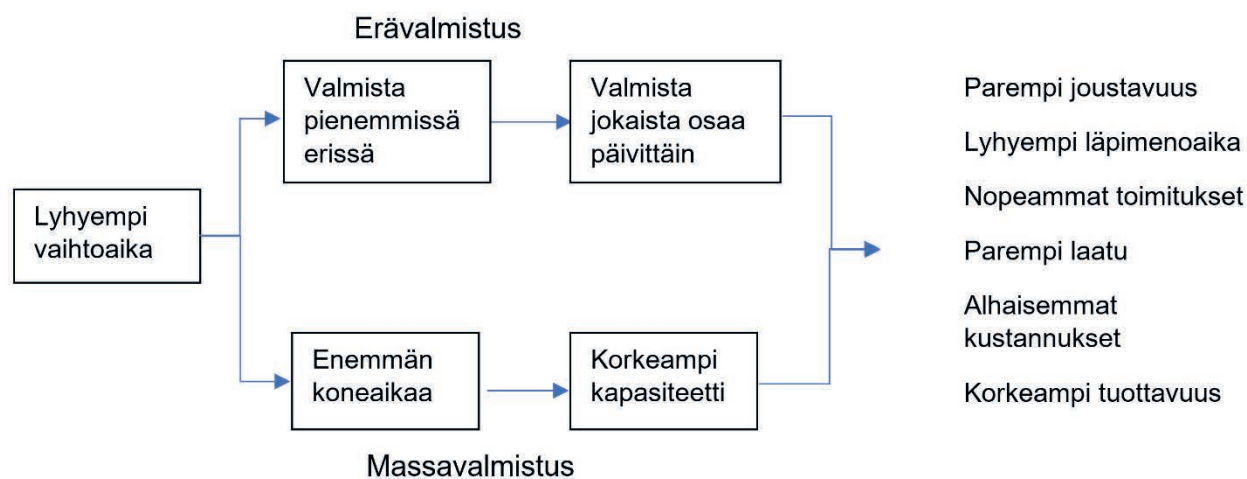 Erävalmistus
Valmista
pienemmissä
erissä
Valmista
jokaista osaa
päivittäin
Lyhyempi
vaihtoaika
Enemmän
koneaikaa
Korkeampi
kapasiteetti
Massavalmistus
Parempi joustavuus
Lyhyempi läpimenoaika
Nopeammat toimitukset
Parempi laatu
Alhaisemmat
kustannukset
Korkeampi tuottavuus